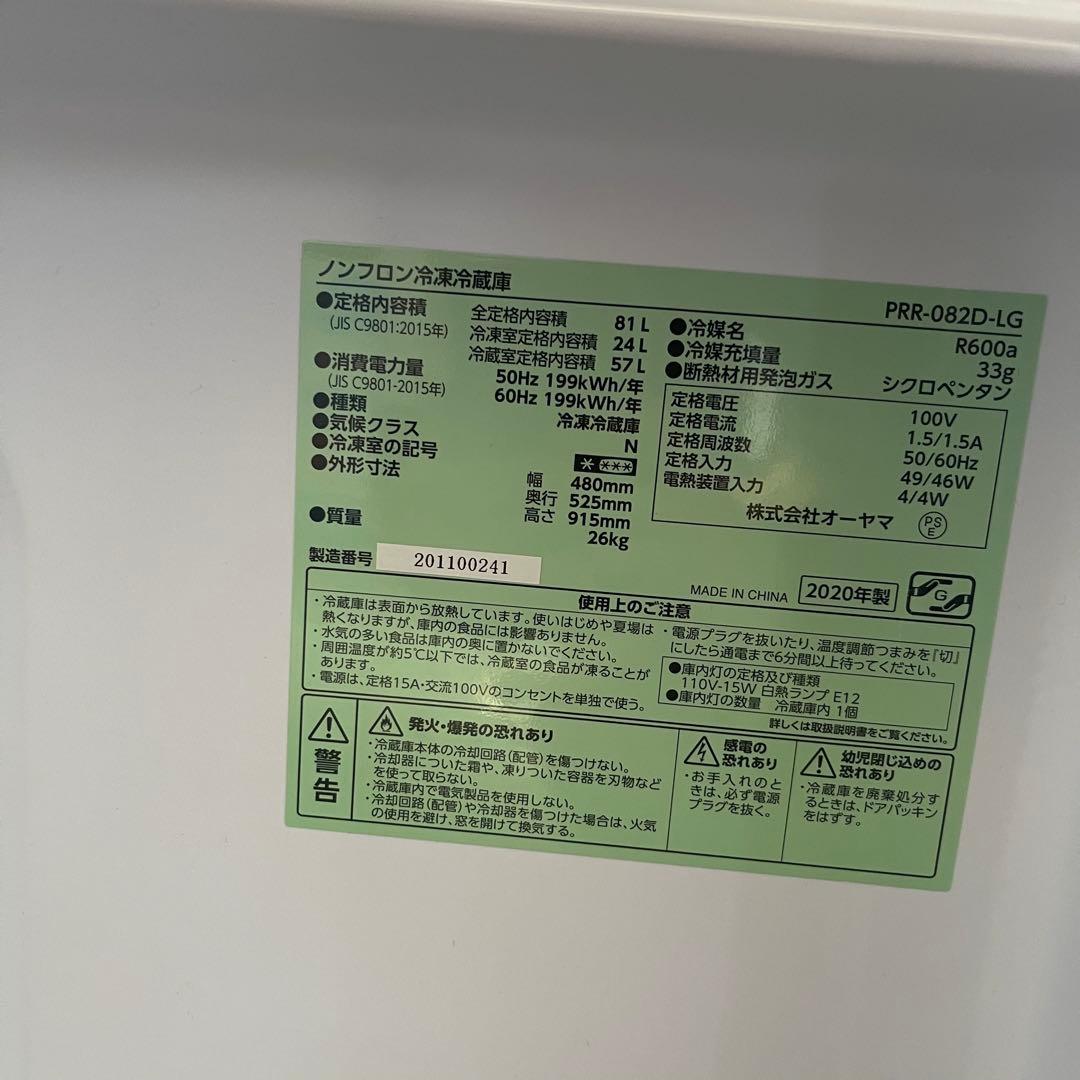 ノンフロン冷凍冷蔵庫
PRR-082D-LG
●定格内容積
(JIS C9801:2015年)
全定格内容積 81 L
冷凍室定格内容積 24 L
冷蔵室定格内容積 57 L
●消費電力量
(JIS C9801-2015年)
50Hz 199kWh/年
60Hz 199kWh/年
●種類 冷凍冷蔵庫
●気候クラス N
●冷凍室の記号
●外形寸法 幅 480mm
奥行 525mm
高さ 915mm
●質量 26kg
製造番号 201100241
●冷媒名 R600a
●冷媒充填量 33g
●断熱材用発泡ガス シクロペンタン
定格電圧 100V
定格電流 1.5/1.5A
定格周波数 50/60Hz
定格入力 49/46W
電熱装置入力 4/4W
株式会社オーヤマ
PS
E
MADE IN CHINA 2020年製
G
使用上のご注意
・冷蔵庫は表面から放熱しています。使いはじめや夏場は
熱くなりますが、庫内の食品には影響ありません。
・水気の多い食品は庫内の奥に置かないでください。
・周囲温度が約5℃以下では、冷蔵室の食品が凍ることが
あります。
・電源は、定格15A・交流100Vのコンセントを単独で使う。
・電源プラグを抜いたり、温度調節つまみを『切』
にしたら通電まで6分間以上待ってください。
●庫内灯の定格及び種類
110V-15W 白熱ランプ E12
●庫内灯の数量 冷蔵庫内 1個
詳しくは取扱説明書をご覧ください。
警告
発火・爆発の恐れあり
・冷蔵庫本体の冷却回路(配管)を傷つけない。
・冷却器についた霜や、凍りついた容器を刃物など
を使って取らない。
・冷蔵庫内で電気製品を使用しない。
・冷却回路(配管)や冷却器を傷つけた場合は、火気
の使用を避け、窓を開けて換気する。
感電の
恐れあり
・お手入れのと
きは、必ず電源
プラグを抜く。
幼児閉じ込めの
恐れあり
・冷蔵庫を廃棄処分す
るときは、ドアパッキン
をはずす。